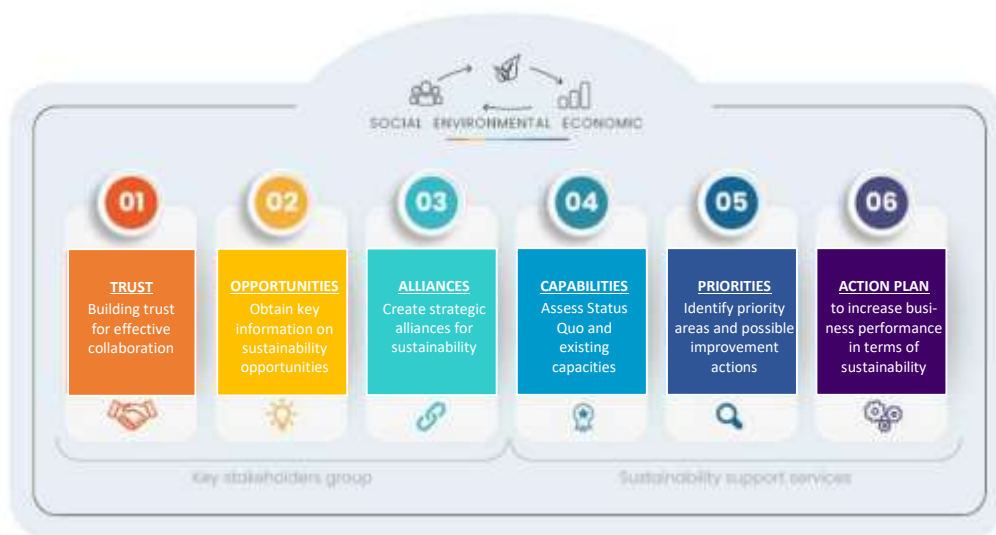 SOCIAL ENVIRONMENTAL ECONOMIC
01
02
03
04
05
06
TRUST
Building trust
for effective
collaboration
OPPORTUNITIES
Obtain key
information on
sustainability
opportunities
ALLIANCES
Create strategic
alliances for
sustainability
CAPABILITIES
Assess Status
Quo and
existing
capacities
PRIORITIES
Identify priority
areas and possible
improvement
actions
ACTION PLAN
to increase busi-
ness performance
in terms of
sustainability
Key stakeholders group
Sustainability support services